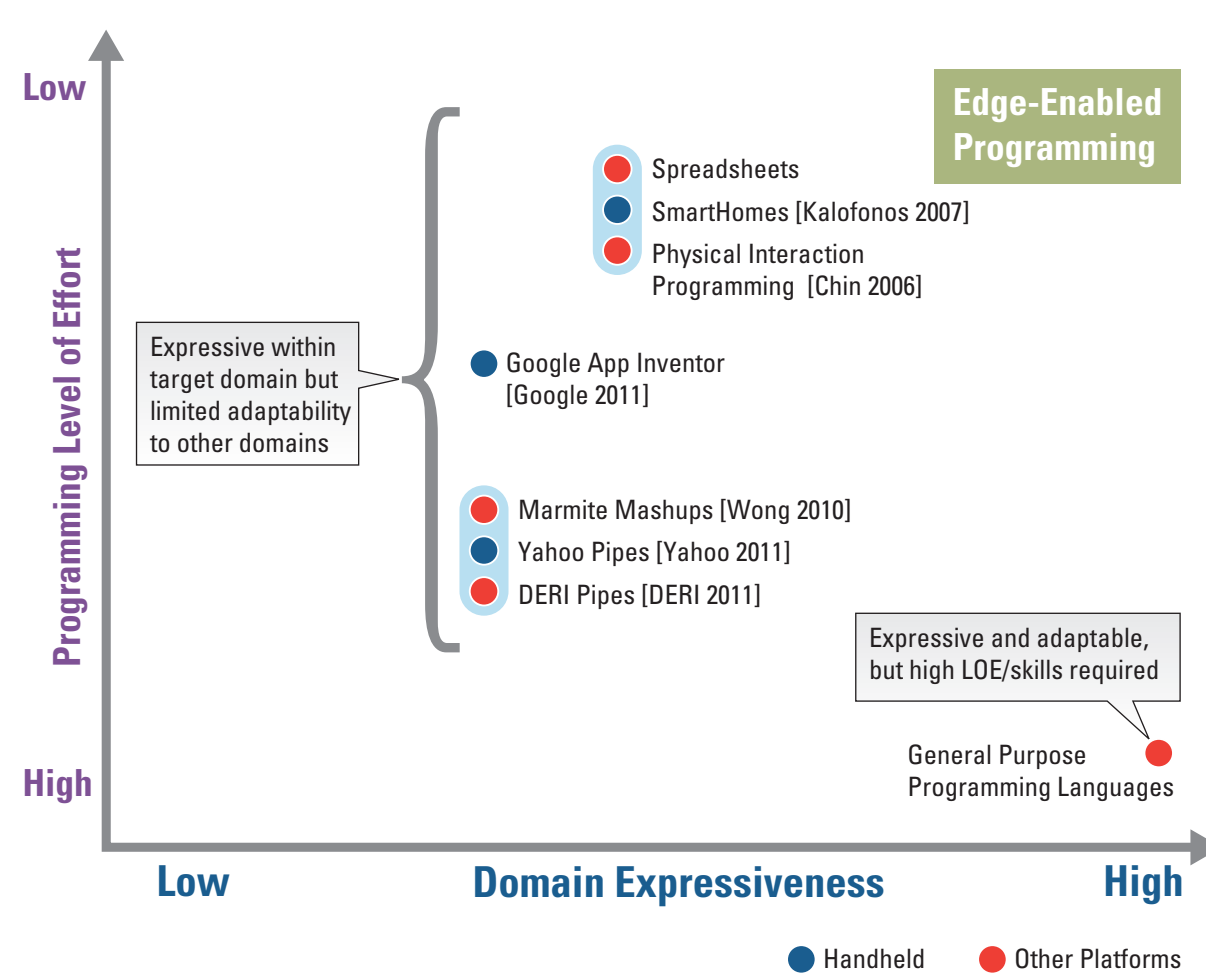 Low
Edge-Enabled
Programming
Spreadsheets
SmartHomes [Kalofonos 2007]
Physical Interaction
Programming [Chin 2006]
Programming Level of Effort
Expressive within
target domain but
limited adaptability
to other domains
Google App Inventor
[Google 2011]
Marmite Mashups [Wong 2010]
Yahoo Pipes [Yahoo 2011]
DERI Pipes [DERI 2011]
Expressive and adaptable,
but high LOE/skills required
General Purpose
Programming Languages
High
Low
Domain Expressiveness
High
Handheld
Other Platforms